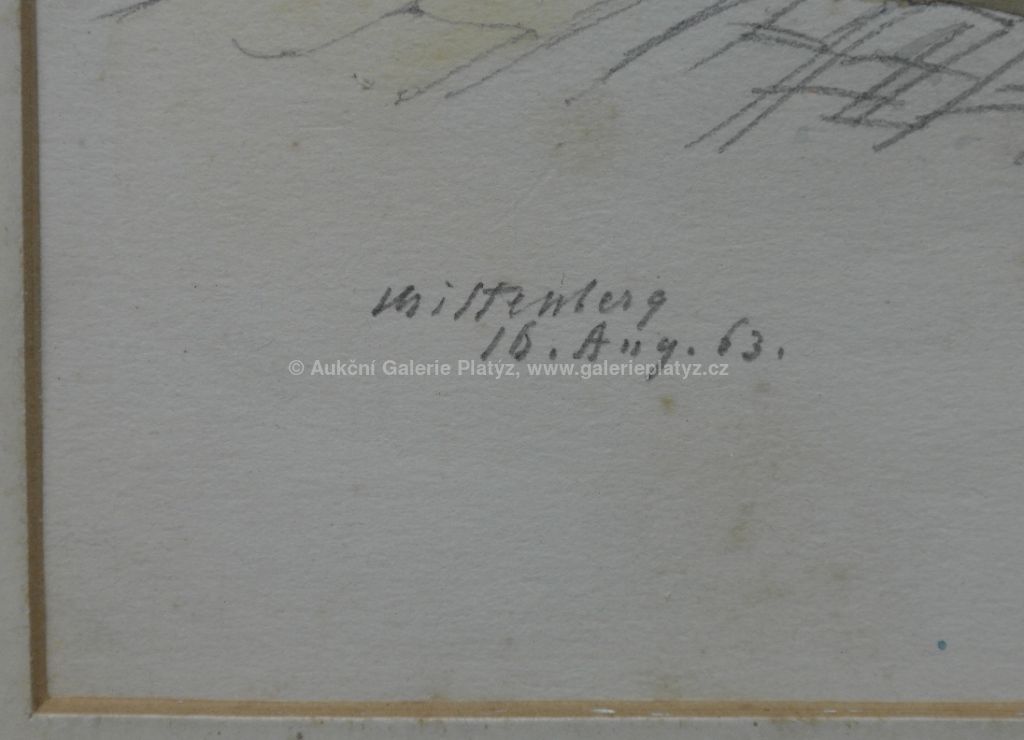 Miltenberg
16. Aug. 63.
© Aukční Galerie Platýz, www.galerieplatyz.cz